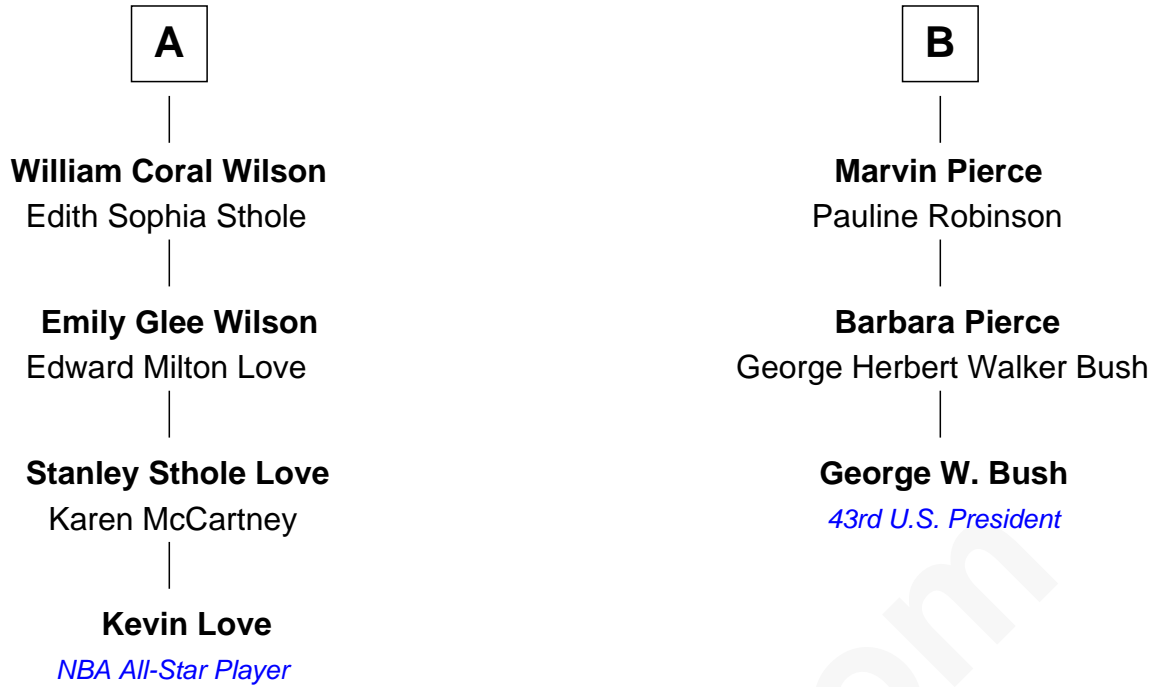 A
William Coral Wilson
Edith Sophia Sthole
Emily Glee Wilson
Edward Milton Love
Stanley Sthole Love
Karen McCartney
Kevin Love
NBA All-Star Player
B
Marvin Pierce
Pauline Robinson
Barbara Pierce
George Herbert Walker Bush
George W. Bush
43rd U.S. President
om